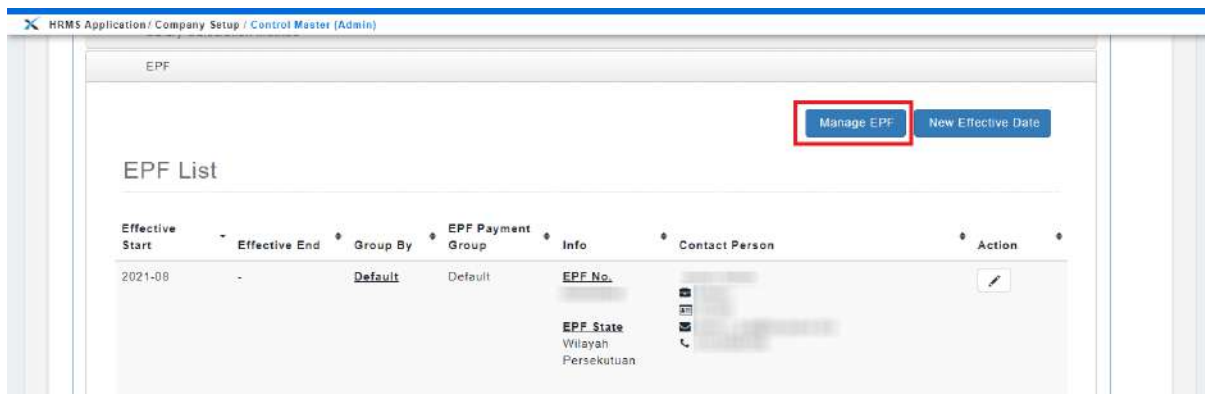 HRMS Application / Company Setup / Control Master (Admin)
EPF
Manage EPF
New Effective Date
EPF List
Effective Start
Effective End
Group By
EPF Payment Group
Info
Contact Person
Action
2021-08
-
Default
Default
EPF No.
EPF State
Wilayah
Persekutuan